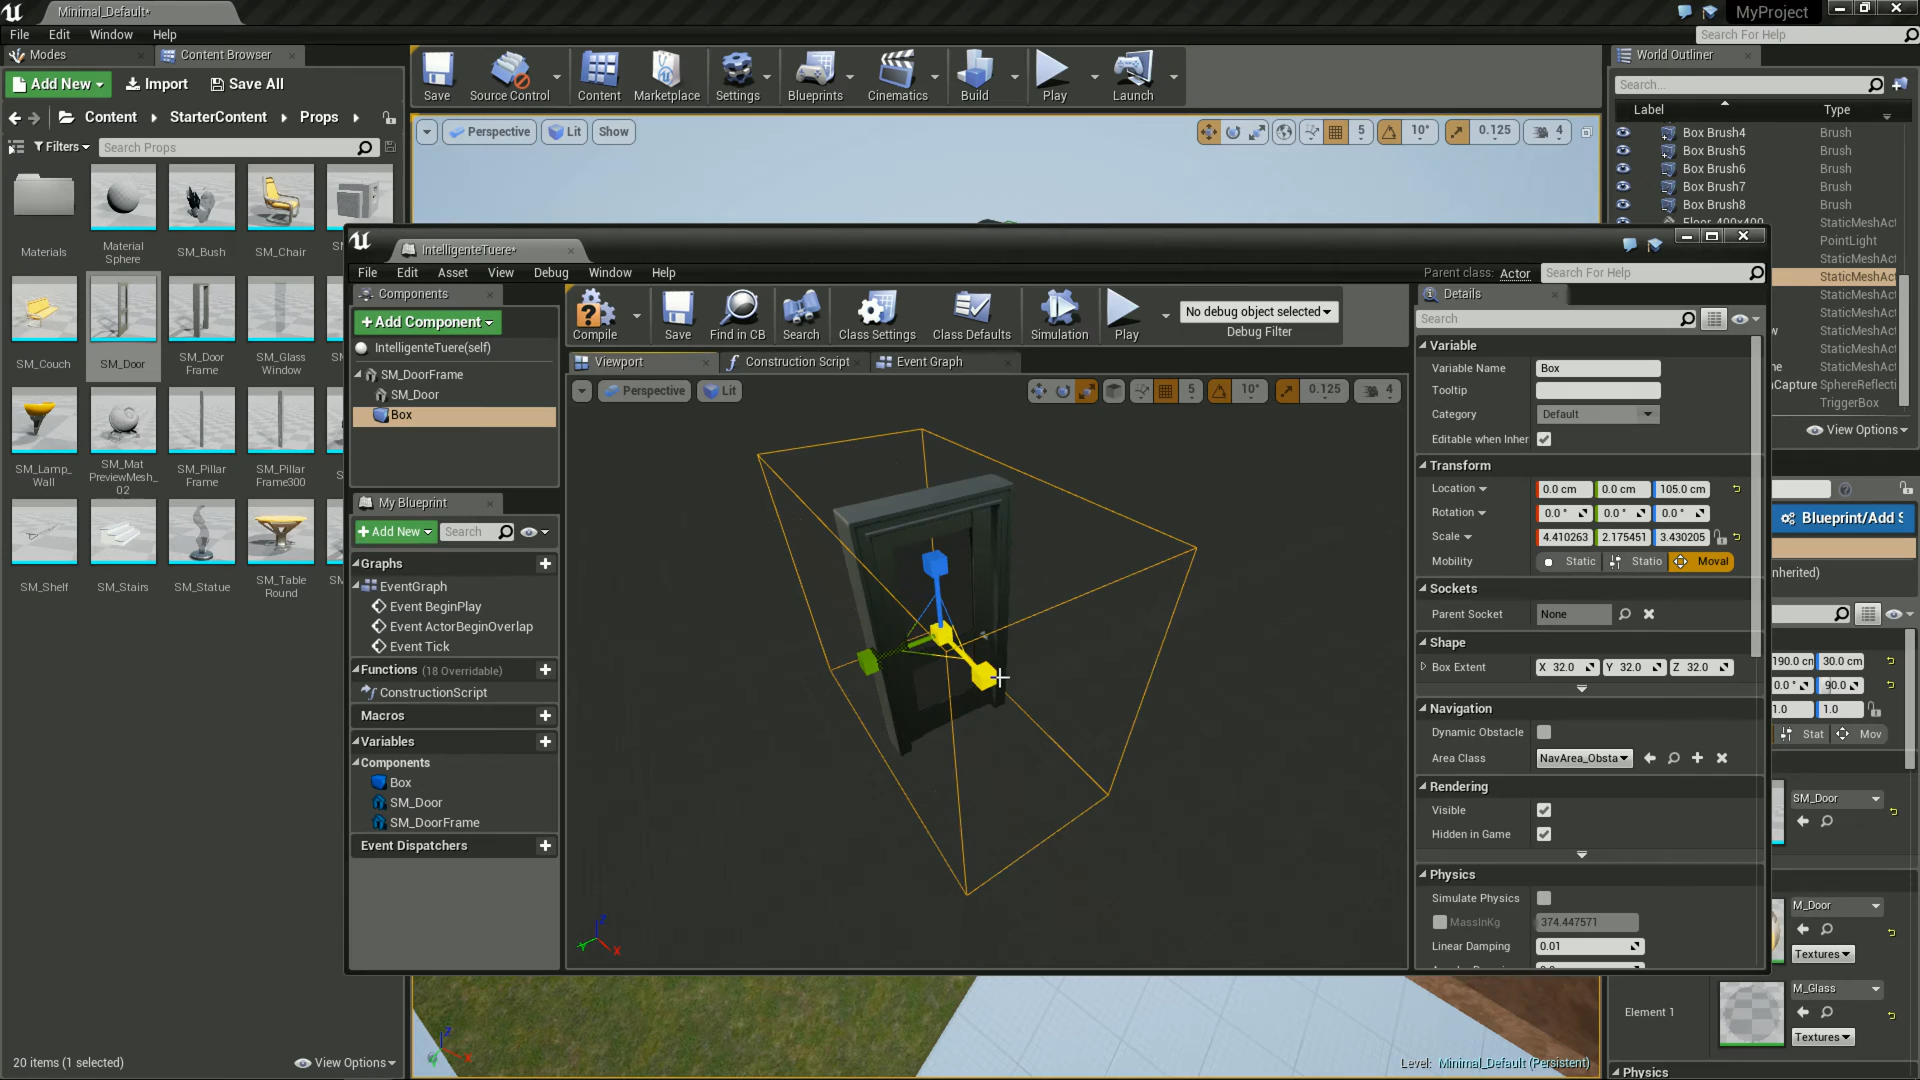 Minimal_Default*
MyProject
File Edit Window Help
Search For Help
Modes
Content Browser
World Outliner
Add New
Import
Save All
Save
Source Control
Content
Marketplace
Settings
Blueprints
Cinematics
Build
Play
Launch
Search...
Label
Type
Content StarterContent Props
Filters
Search Props
Perspective
Lit
Show
5
10°
0.125
4
Box Brush4 Brush
Box Brush5 Brush
Box Brush6 Brush
Box Brush7 Brush
Box Brush8 Brush
Floor_400x400 StaticMeshAct
PointLight
StaticMeshAct
StaticMeshAct
StaticMeshAct
StaticMeshAct
StaticMeshAct
StaticMeshAct
StaticMeshAct
SphereReflecti
TriggerBox
View Options
Materials
Material Sphere
SM_Bush
SM_Chair
SM_Couch
SM_Door
SM_Door Frame
SM_Glass Window
SM_Lamp_ Wall
SM_Mat PreviewMesh_ 02
SM_Pillar Frame
SM_Pillar Frame300
SM_Shelf
SM_Stairs
SM_Statue
SM_Table Round
20 items (1 selected)
View Options
IntelligenteTuere*
File Edit Asset View Debug Window Help
Parent class: Actor
Search For Help
Components
Add Component
IntelligenteTuere(self)
SM_DoorFrame
SM_Door
Box
Compile
Save
Find in CB
Search
Class Settings
Class Defaults
Simulation
Play
No debug object selected
Debug Filter
Viewport
Construction Script
Event Graph
Perspective
Lit
5
10°
0.125
4
My Blueprint
Add New
Search
Graphs
EventGraph
Event BeginPlay
Event ActorBeginOverlap
Event Tick
Functions (18 Overridable)
ConstructionScript
Macros
Variables
Components
Box
SM_Door
SM_DoorFrame
Event Dispatchers
Z
Y
X
Details
Search
Variable
Variable Name Box
Tooltip
Category Default
Editable when Inher
Transform
Location 0.0 cm 0.0 cm 105.0 cm
Rotation 0.0 ° 0.0 ° 0.0 °
Scale 4.410263 2.175451 3.430205
Mobility Static Statio Moval
Sockets
Parent Socket None
Shape
Box Extent X 32.0 Y 32.0 Z 32.0
Navigation
Dynamic Obstacle
Area Class NavArea_Obsta
Rendering
Visible
Hidden in Game
Physics
Simulate Physics
MassInKg 374.447571
Linear Damping 0.01
Blueprint/Add S
nherited)
190.0 cm 30.0 cm
0.0 ° 90.0
1.0 1.0
Stat Mov
SM_Door
M_Door
Textures
M_Glass
Element 1
Textures
Physics
Level: Minimal_Default (Persistent)